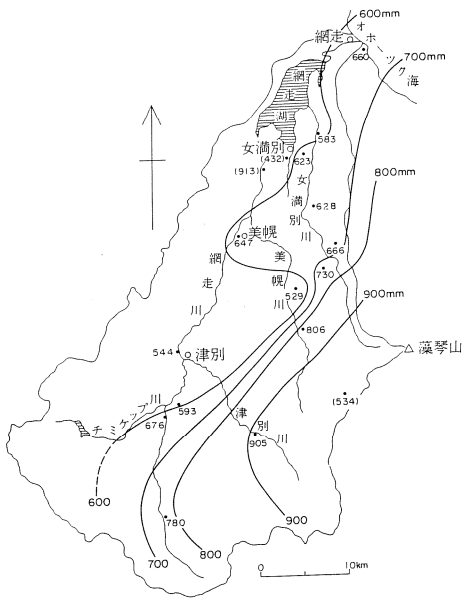 600mm
オホーツク海
網走
660
700mm
網走湖
583
800mm
女満別
(432)
623
(913)
女満別川
628
美幌
647
666
網走川
美幌川
730
529
900mm
806
544
津別
藻琴山
(534)
チミケップ川
593
676
津別川
905
600
780
900
800
700
0
10km